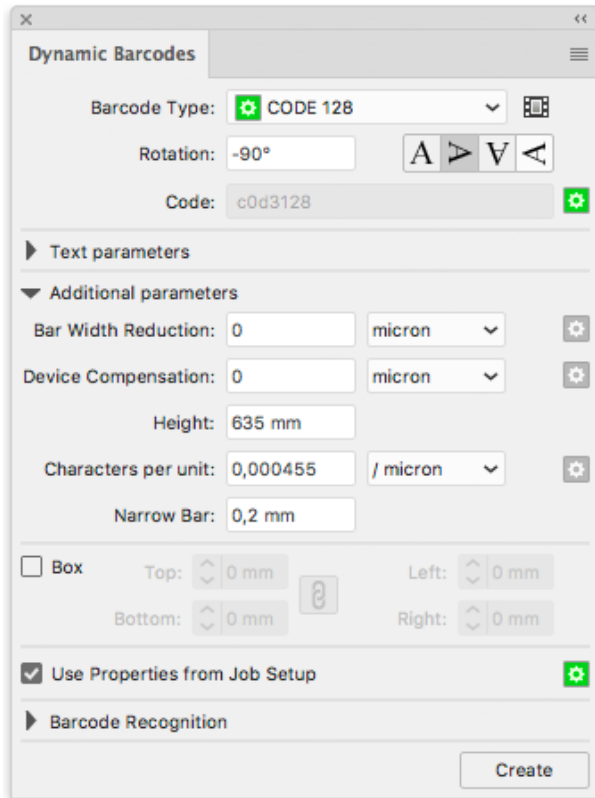 Dynamic Barcodes
Barcode Type: CODE 128
Rotation: -90° A A A A
Code: c0d3128
Text parameters
Additional parameters
Bar Width Reduction: 0 micron
Device Compensation: 0 micron
Height: 635 mm
Characters per unit: 0,000455 / micron
Narrow Bar: 0,2 mm
Box Top: 0 mm Left: 0 mm
Bottom: 0 mm Right: 0 mm
Use Properties from Job Setup
Barcode Recognition
Create